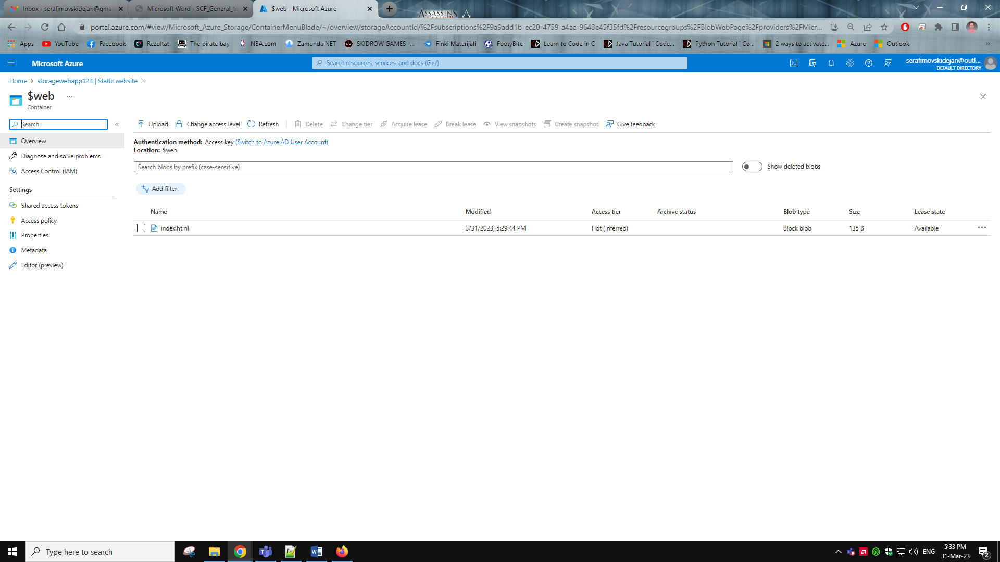 Inbox - serafimovskidejan@gma
Microsoft Word - SCF_General_te
$web - Microsoft Azure
ASSASSINS
portal.azure.com/#view/Microsoft_Azure_Storage/ContainerMenuBlade/~/overview/storageAccountId/%2Fsubscriptions%2F9a9add1b-ec20-4759-a4aa-9643e45f35fd%2Fresourcegroups%2FBlobWebPage%2Fproviders%2FMicr...
Apps YouTube Facebook Rezultat The pirate bay NBA.com Zamunda.NET SKIDROW GAMES -... Finki Materijali FootyBite Learn to Code in C Java Tutorial | Code... Python Tutorial | Co... 2 ways to activate... Azure Outlook
Microsoft Azure
Search resources, services, and docs (G+/)
serafimovskidejan@outl...
DEFAULT DIRECTORY
Home > storagewebapp123 | Static website >
$web ...
Container
Search
«
Upload Change access level Refresh Delete Change tier Acquire lease Break lease View snapshots Create snapshot Give feedback
Overview
Diagnose and solve problems
Access Control (IAM)
Settings
Shared access tokens
Access policy
Properties
Metadata
Editor (preview)
Authentication method: Access key (Switch to Azure AD User Account)
Location: $web
Search blobs by prefix (case-sensitive)
Show deleted blobs
Add filter
Name Modified Access tier Archive status Blob type Size Lease state
index.html 3/31/2023, 5:29:44 PM Hot (Inferred) Block blob 135 B Available
Type here to search
ENG
5:33 PM
31-Mar-23
2